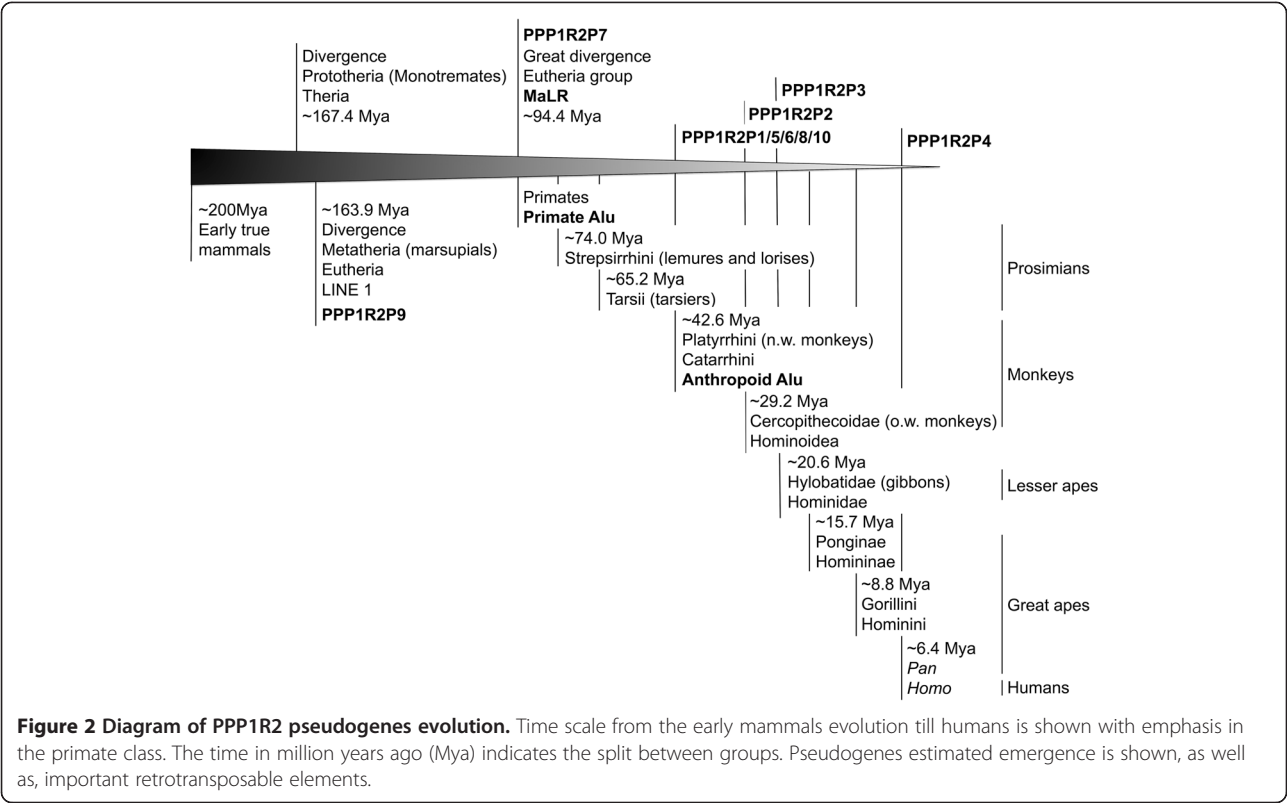 Divergence
Prototheria (Monotremates)
Theria
~167.4 Mya
PPP1R2P7
Great divergence
Eutheria group
MaLR
~94.4 Mya
PPP1R2P3
PPP1R2P2
PPP1R2P1/5/6/8/10
PPP1R2P4
~200Mya
Early true
mammals
~163.9 Mya
Divergence
Metatheria (marsupials)
Eutheria
LINE 1
PPP1R2P9
Primates
Primate Alu
~74.0 Mya
Strepsirrhini (lemures and lorises)
~65.2 Mya
Tarsii (tarsiers)
Prosimians
~42.6 Mya
Platyrrhini (n.w. monkeys)
Catarrhini
Anthropoid Alu
Monkeys
~29.2 Mya
Cercopithecoidae (o.w. monkeys)
Hominoidea
~20.6 Mya
Hylobatidae (gibbons)
Hominidae
Lesser apes
~15.7 Mya
Ponginae
Homininae
~8.8 Mya
Gorillini
Hominini
Great apes
~6.4 Mya
Pan
Homo
Humans
Figure 2 Diagram of PPP1R2 pseudogenes evolution. Time scale from the early mammals evolution till humans is shown with emphasis in
the primate class. The time in million years ago (Mya) indicates the split between groups. Pseudogenes estimated emergence is shown, as well
as, important retrotransposable elements.